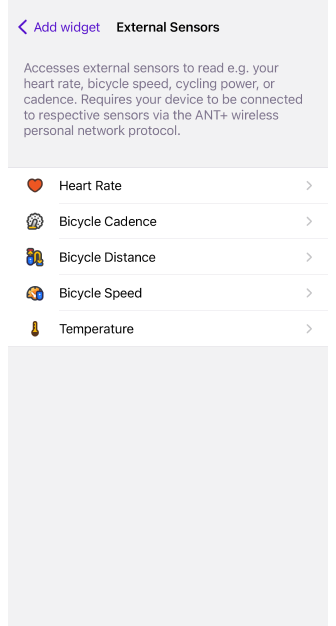 Add widget External Sensors
Accesses external sensors to read e.g. your
heart rate, bicycle speed, cycling power, or
cadence. Requires your device to be connected
to respective sensors via the ANT+ wireless
personal network protocol.
Heart Rate
Bicycle Cadence
Bicycle Distance
Bicycle Speed
Temperature